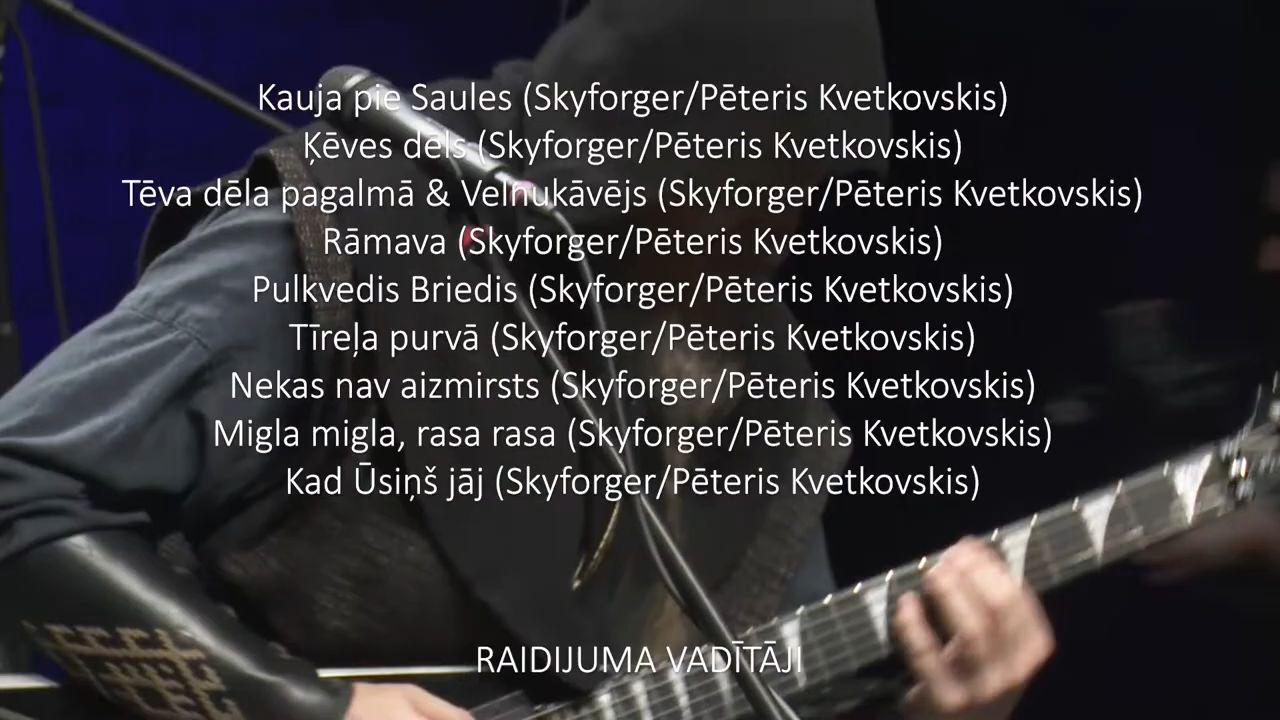 Kauja pie Saules (Skyforger/Pēteris Kvetkovskis)
Ķēves dēls (Skyforger/Pēteris Kvetkovskis)
Tēva dēla pagalmā & Velnukāvējs (Skyforger/Pēteris Kvetkovskis)
Rāmava (Skyforger/Pēteris Kvetkovskis)
Pulkvedis Briedis (Skyforger/Pēteris Kvetkovskis)
Tīreļa purvā (Skyforger/Pēteris Kvetkovskis)
Nekas nav aizmirsts (Skyforger/Pēteris Kvetkovskis)
Migla migla, rasa rasa (Skyforger/Pēteris Kvetkovskis)
Kad Ūsiņš jāj (Skyforger/Pēteris Kvetkovskis)
RAIDIJUMA VADĪTĀJI